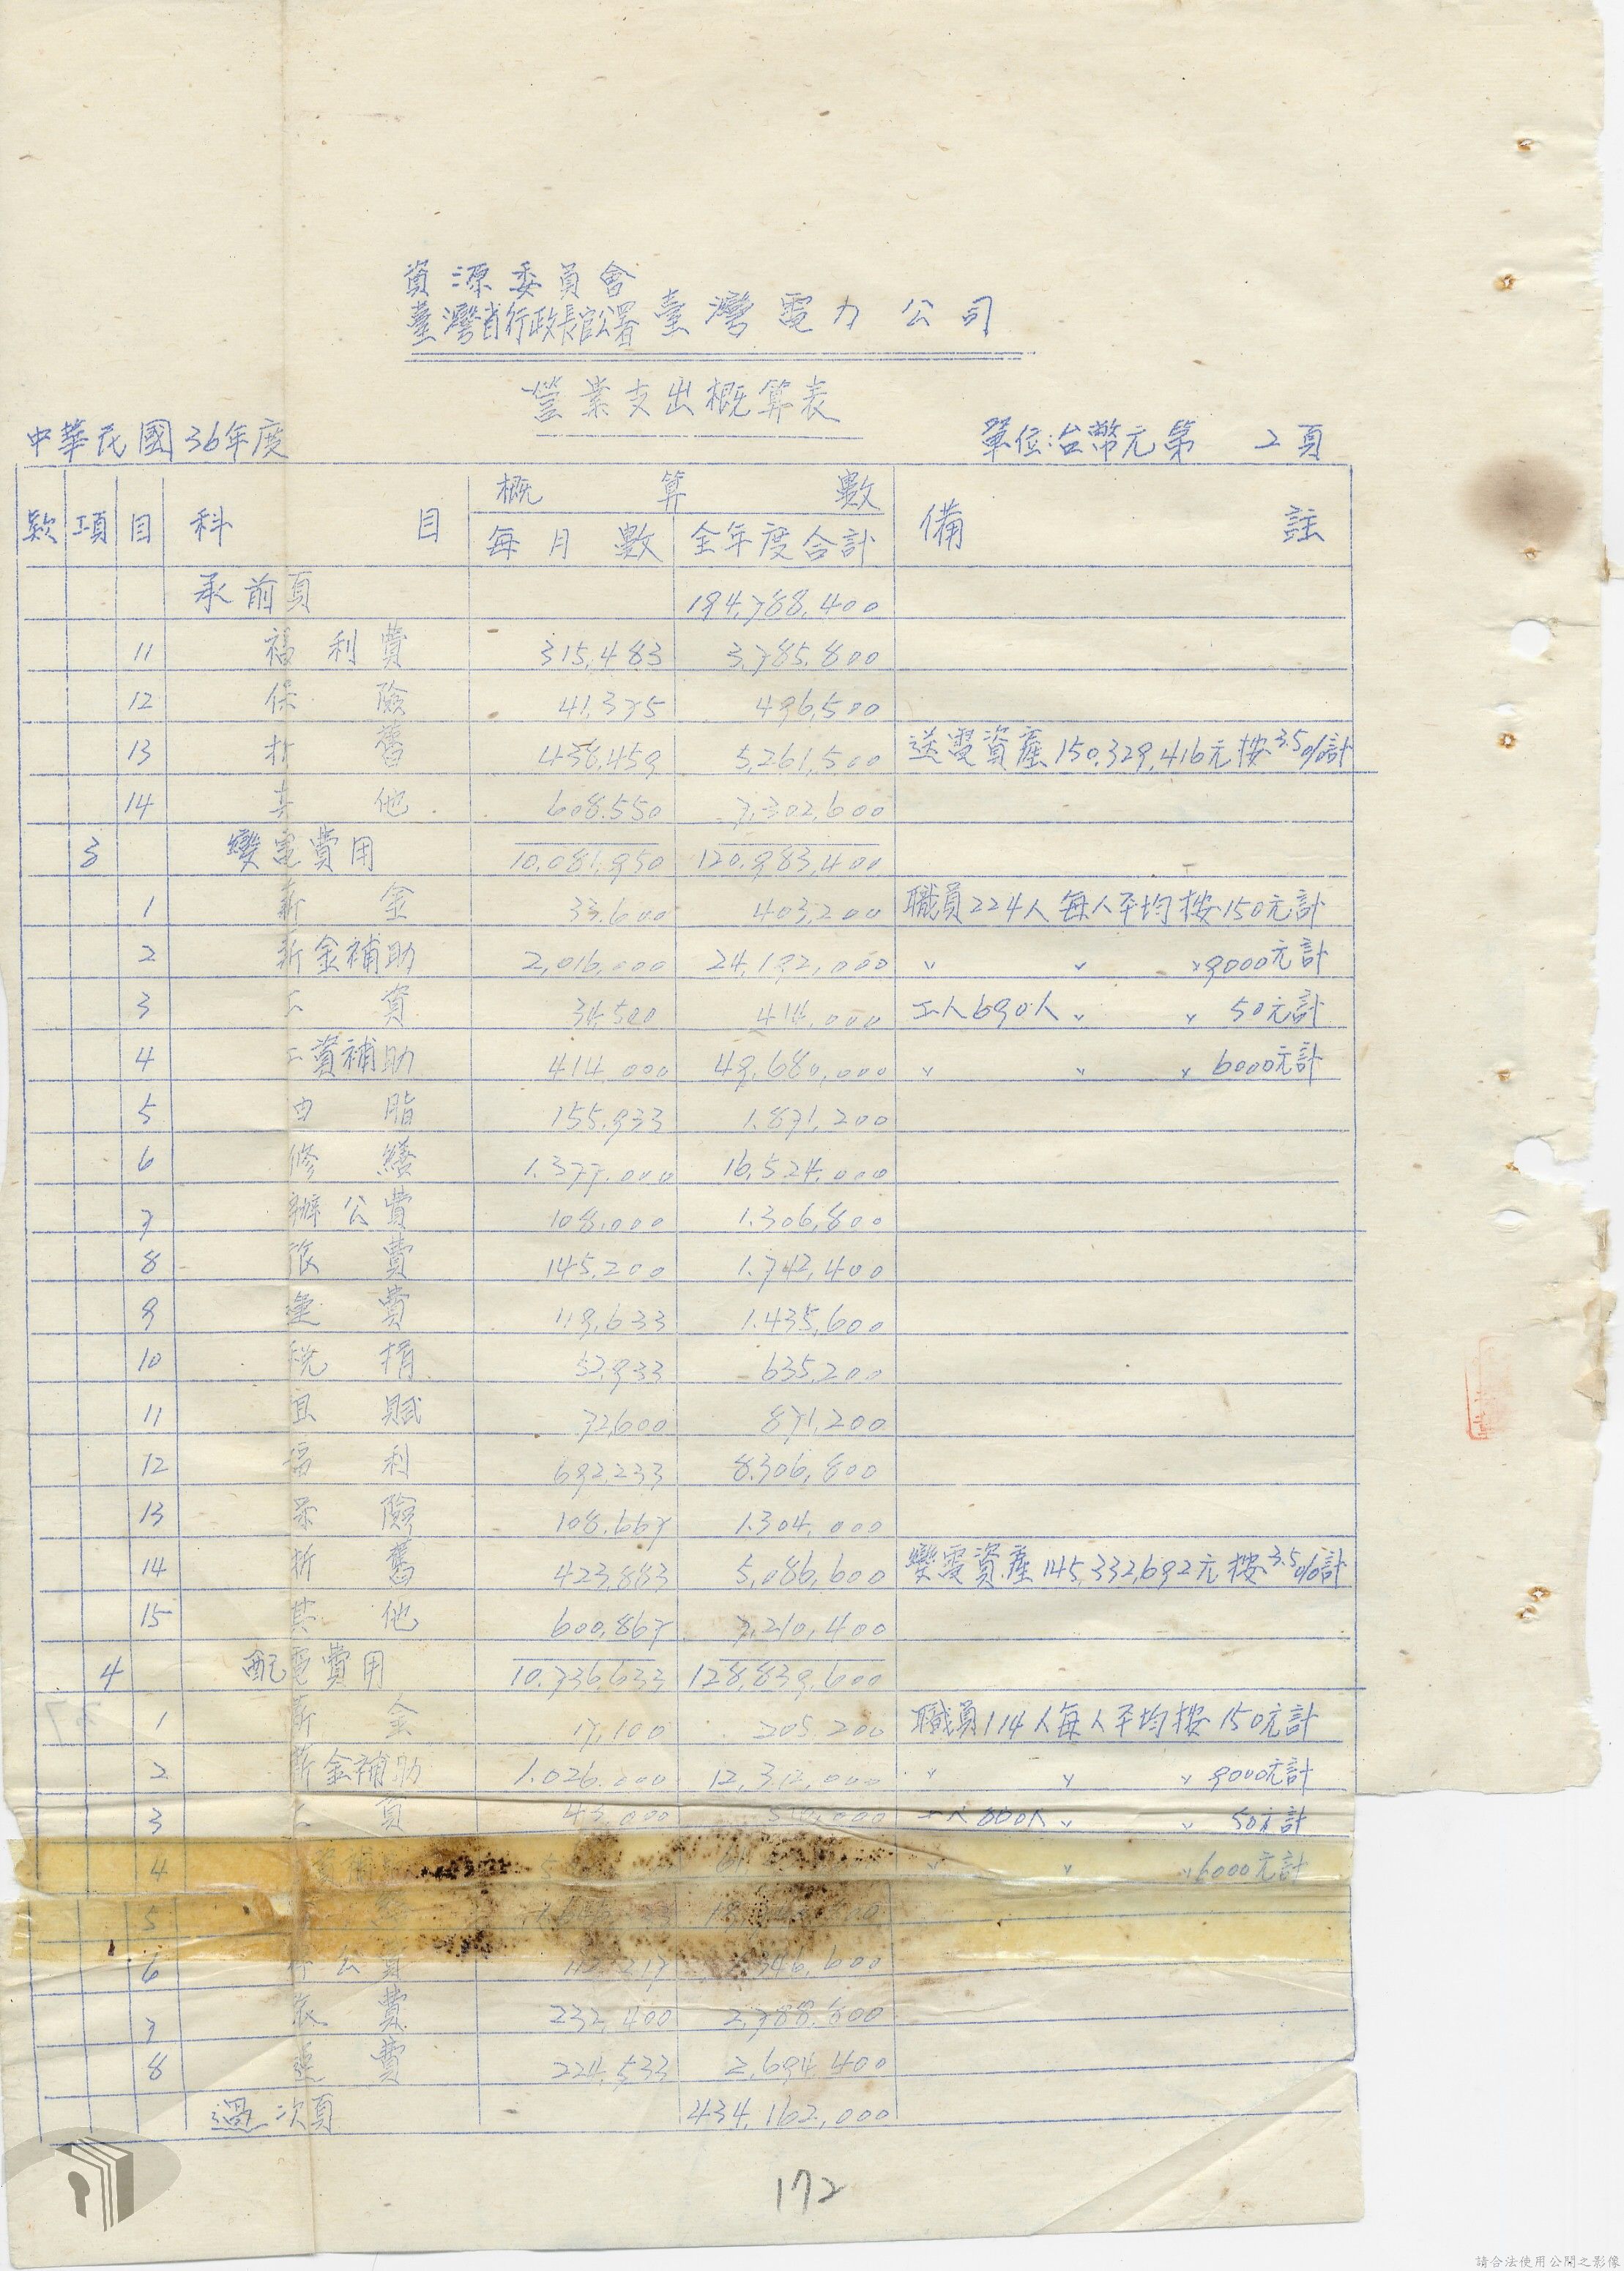 資源委員會
臺灣省行政長官公署 臺灣電力公司
營業支出概算表
中華民國36年度 單位:台幣元 第 2 頁
款 項 目 科目 概算數 備註
每月數 全年度合計
承前頁 194,788,400
11 福利費 315,483 3,785,800
12 保險 41,375 496,500
13 折舊 438,459 5,261,500 送電資產150,329,416元按3.5%計
14 其他 608,550 7,302,600
3 變電費用 10,081,950 120,983,400
1 薪金 33,600 403,200 職員224人每人平均按150元計
2 薪金補助 2,016,000 24,192,000 〃 〃 〃9000元計
3 工資 34,500 414,000 工人690人〃 〃 50元計
4 工資補助 414,000 49,680,000 〃 〃 〃 6000元計
5 油脂 155,933 1,871,200
6 修繕 1,377,000 16,524,000
7 辦公費 108,000 1,306,800
8 旅費 145,200 1,742,400
9 運費 119,633 1,435,600
10 稅捐 52,933 635,200
11 田賦 72,600 871,200
12 福利 692,233 8,306,800
13 保險 108,667 1,304,000
14 折舊 423,883 5,086,600 變電資產145,332,692元按3.5%計
15 其他 600,867 7,210,400
4 配電費用 10,736,633 128,839,600
1 薪金 17,100 205,200 職員114人每人平均按150元計
2 薪金補助 1,026,000 12,312,000 〃 〃 〃 9000元計
3 工資 43,000 工人860人〃 〃 50元計
4 〃 〃 〃6000元計
5
6 公費 346,600
7 旅費 232,400 2,788,800
8 運費 224,533 2,694,400
過次頁 434,162,000
172
請合法使用公開之影像